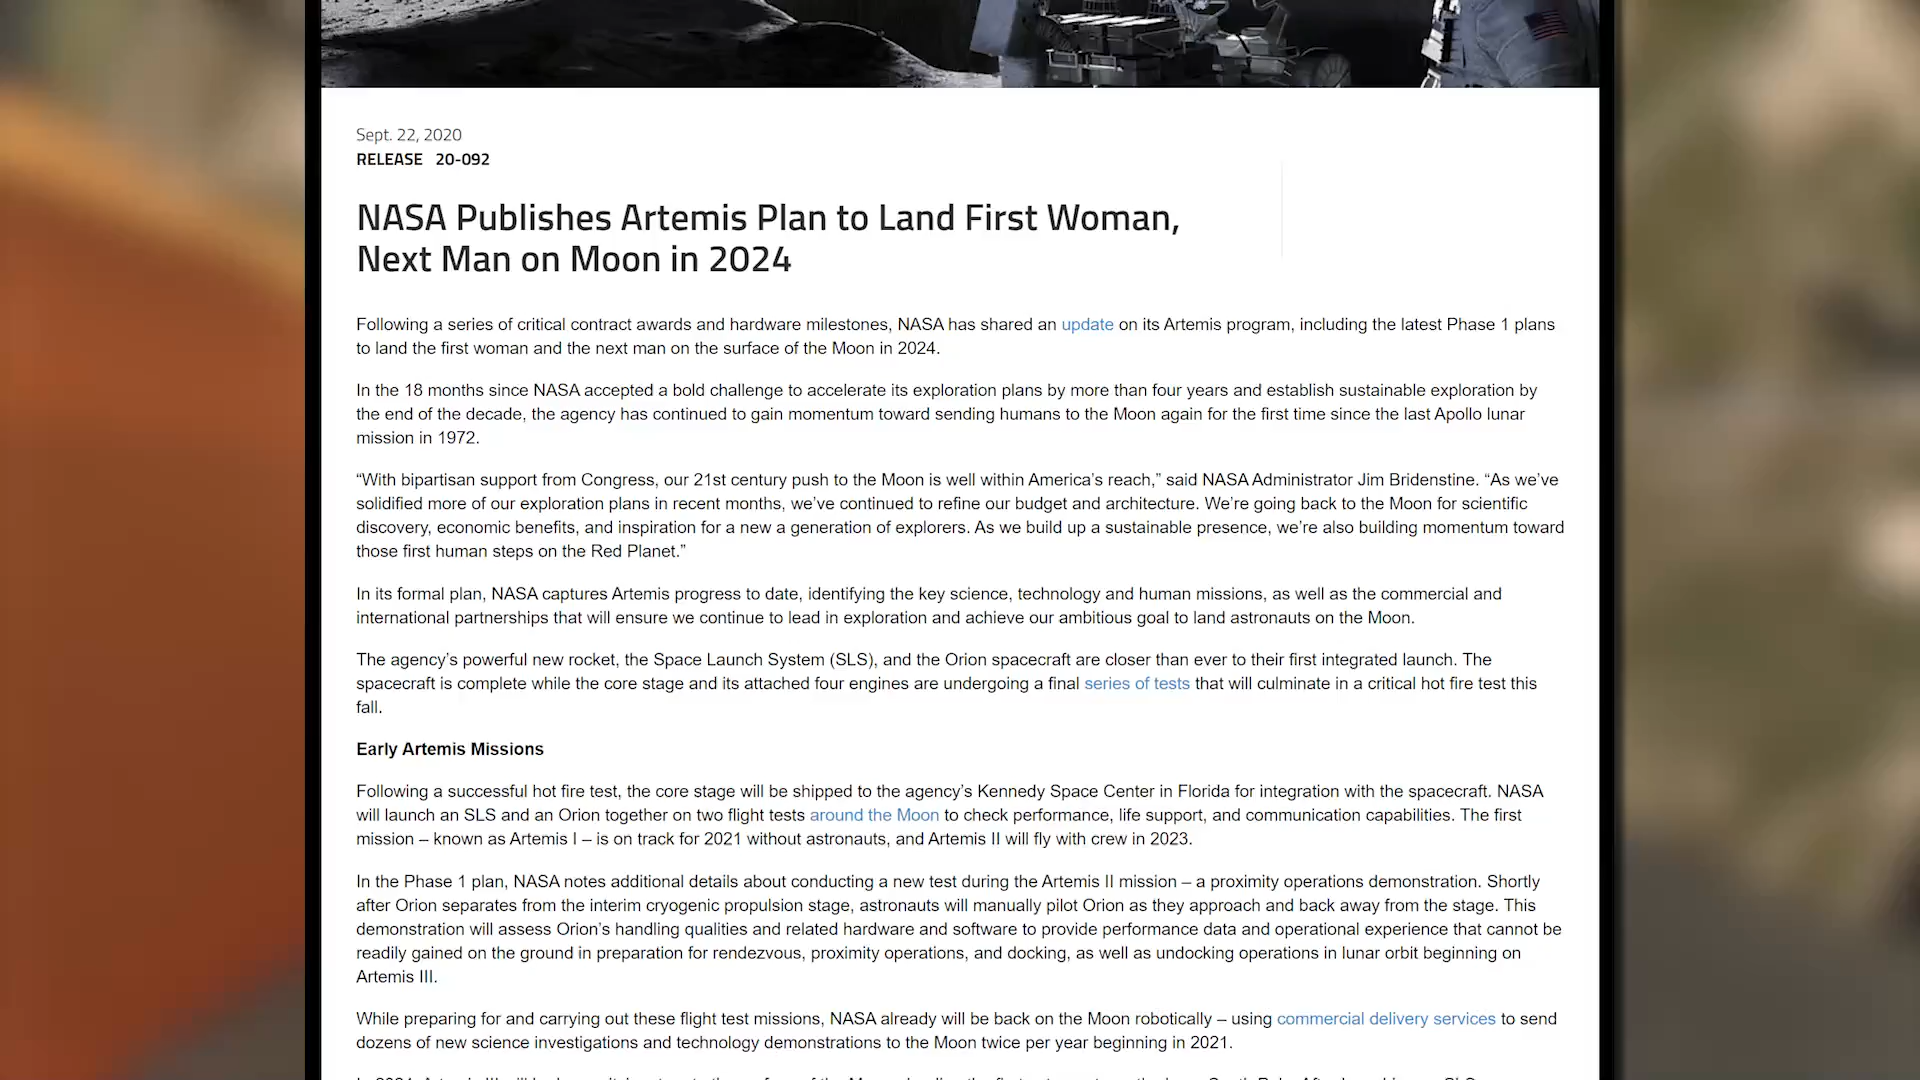 Sept. 22, 2020
RELEASE 20-092
NASA Publishes Artemis Plan to Land First Woman,
Next Man on Moon in 2024
Following a series of critical contract awards and hardware milestones, NASA has shared an update on its Artemis program, including the latest Phase 1 plans
to land the first woman and the next man on the surface of the Moon in 2024.
In the 18 months since NASA accepted a bold challenge to accelerate its exploration plans by more than four years and establish sustainable exploration by
the end of the decade, the agency has continued to gain momentum toward sending humans to the Moon again for the first time since the last Apollo lunar
mission in 1972.
“With bipartisan support from Congress, our 21st century push to the Moon is well within America’s reach,” said NASA Administrator Jim Bridenstine. “As we’ve
solidified more of our exploration plans in recent months, we’ve continued to refine our budget and architecture. We’re going back to the Moon for scientific
discovery, economic benefits, and inspiration for a new a generation of explorers. As we build up a sustainable presence, we’re also building momentum toward
those first human steps on the Red Planet.”
In its formal plan, NASA captures Artemis progress to date, identifying the key science, technology and human missions, as well as the commercial and
international partnerships that will ensure we continue to lead in exploration and achieve our ambitious goal to land astronauts on the Moon.
The agency’s powerful new rocket, the Space Launch System (SLS), and the Orion spacecraft are closer than ever to their first integrated launch. The
spacecraft is complete while the core stage and its attached four engines are undergoing a final series of tests that will culminate in a critical hot fire test this
fall.
Early Artemis Missions
Following a successful hot fire test, the core stage will be shipped to the agency’s Kennedy Space Center in Florida for integration with the spacecraft. NASA
will launch an SLS and an Orion together on two flight tests around the Moon to check performance, life support, and communication capabilities. The first
mission – known as Artemis I – is on track for 2021 without astronauts, and Artemis II will fly with crew in 2023.
In the Phase 1 plan, NASA notes additional details about conducting a new test during the Artemis II mission – a proximity operations demonstration. Shortly
after Orion separates from the interim cryogenic propulsion stage, astronauts will manually pilot Orion as they approach and back away from the stage. This
demonstration will assess Orion’s handling qualities and related hardware and software to provide performance data and operational experience that cannot be
readily gained on the ground in preparation for rendezvous, proximity operations, and docking, as well as undocking operations in lunar orbit beginning on
Artemis III.
While preparing for and carrying out these flight test missions, NASA already will be back on the Moon robotically – using commercial delivery services to send
dozens of new science investigations and technology demonstrations to the Moon twice per year beginning in 2021.